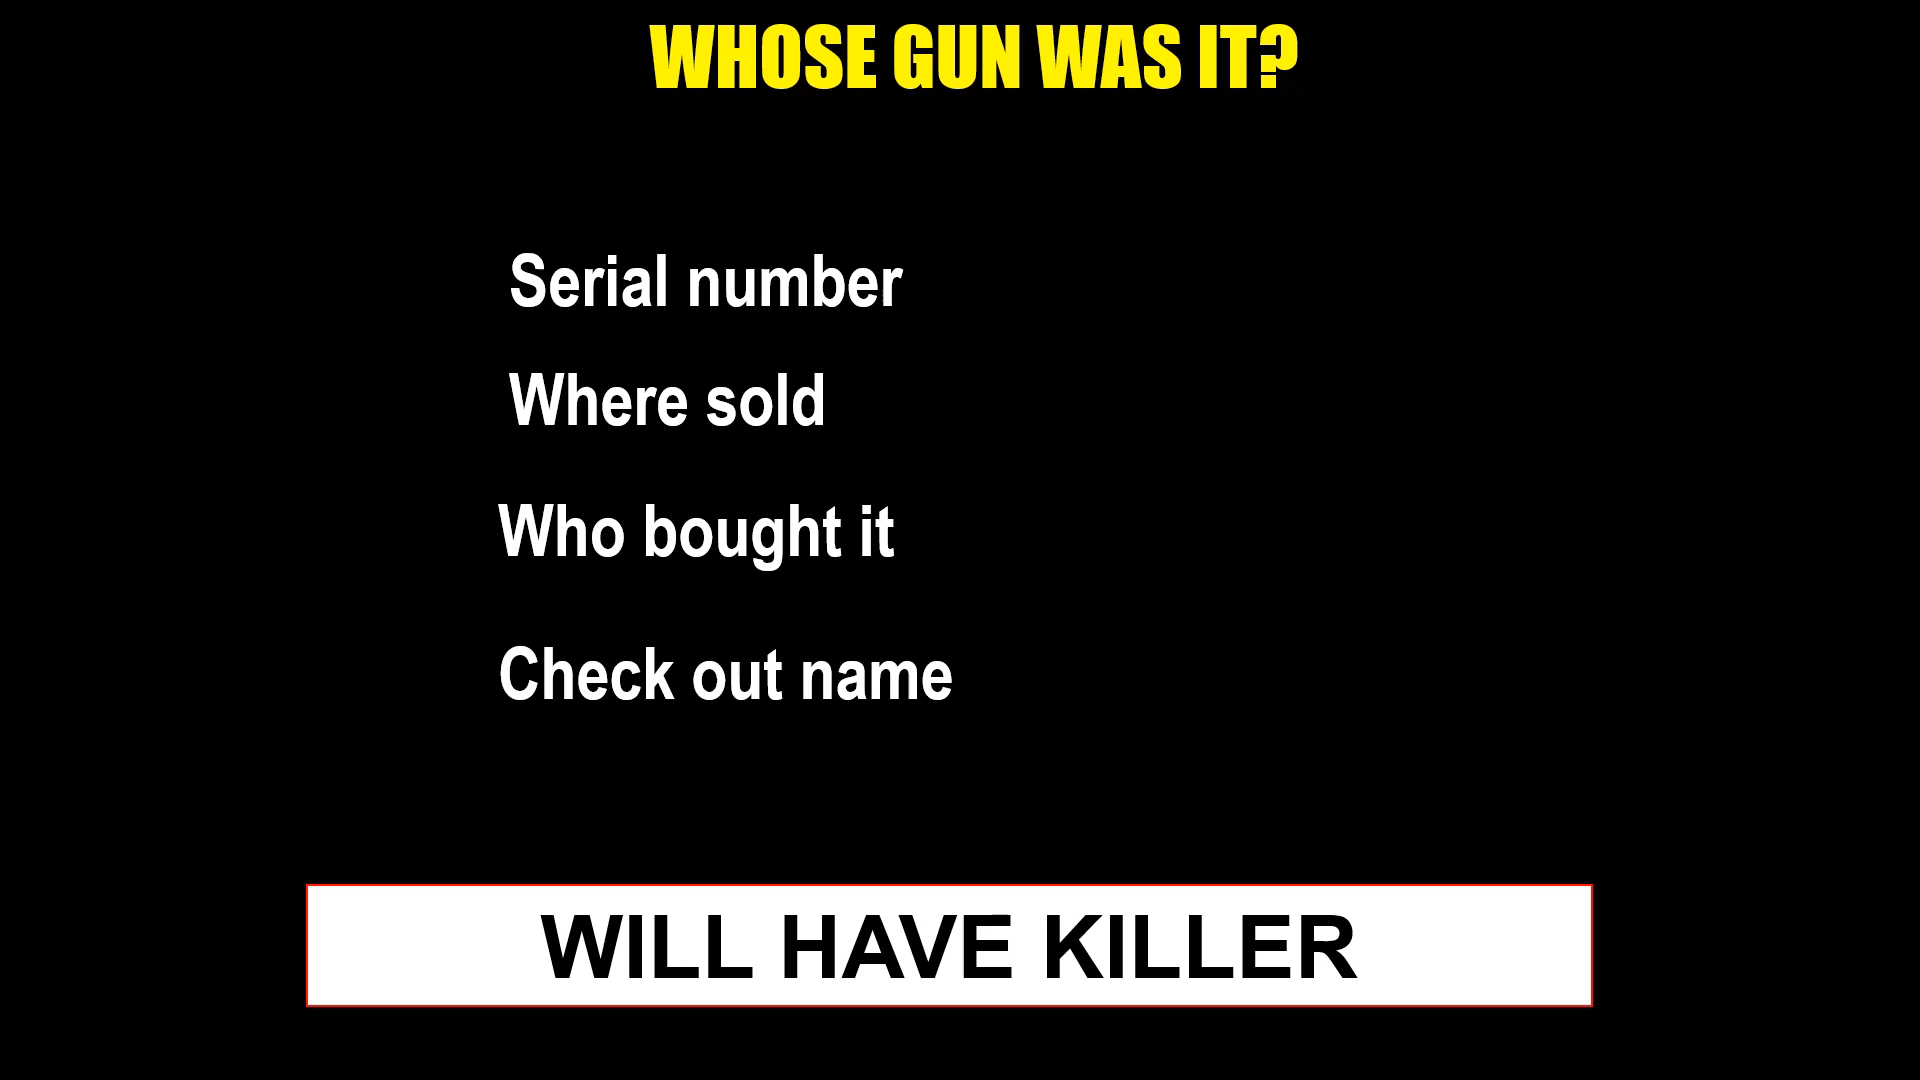 WHOSE GUN WAS IT?
Serial number
Where sold
Who bought it
Check out name
WILL HAVE KILLER